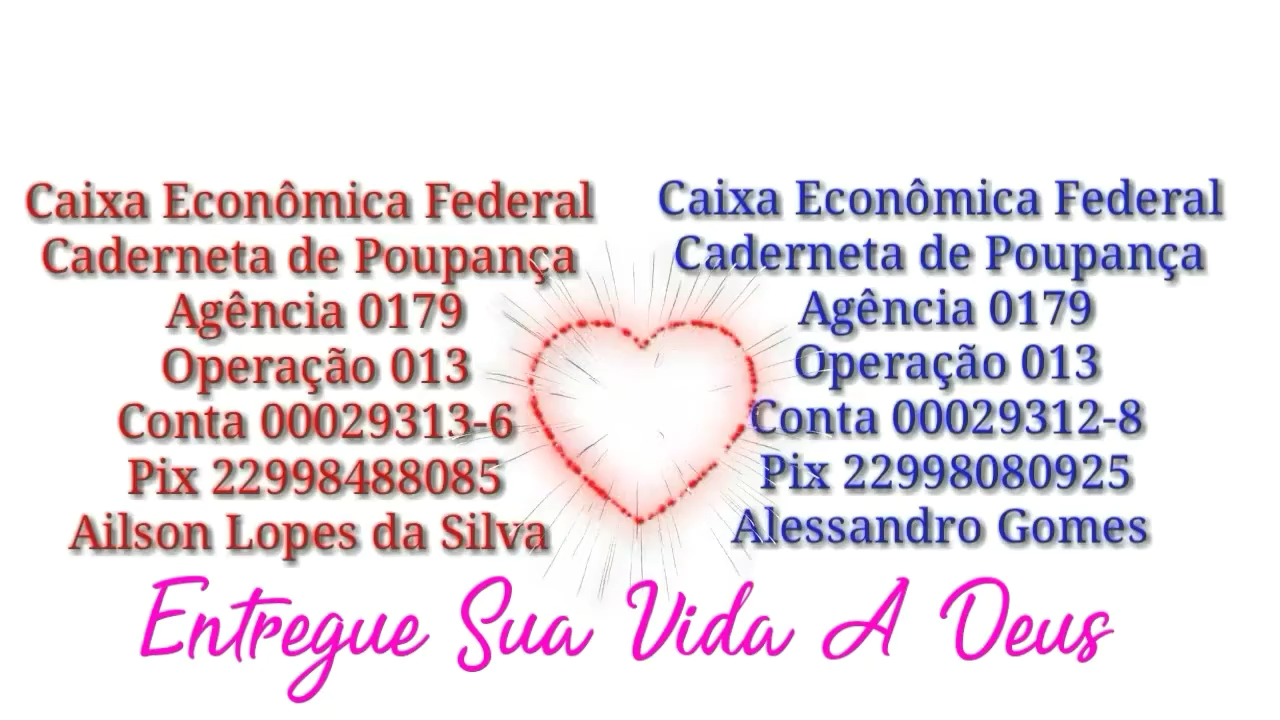 Caixa Econômica Federal
Caderneta de Poupança
Agência 0179
Operação 013
Conta 00029313-6
Pix 22998488085
Ailson Lopes da Silva
Caixa Econômica Federal
Caderneta de Poupança
Agência 0179
Operação 013
Conta 00029312-8
Pix 22998080925
Alessandro Gomes
Entregue Sua Vida A Deus